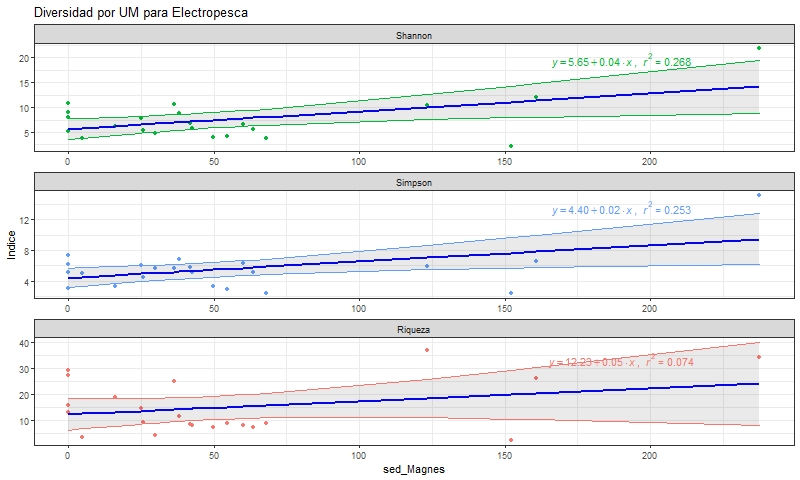 Diversidad por UM para Electropesca
Shannon
y = 5.65 + 0.04 · x , r² = 0.268
20
15
10
5
0 50 100 150 200
Simpson
y = 4.40 + 0.02 · x , r² = 0.253
12
8
4
0 50 100 150 200
Indice
Riqueza
y = 12.23 + 0.05 · x , r² = 0.074
40
30
20
10
0 50 100 150 200
sed_Magnes